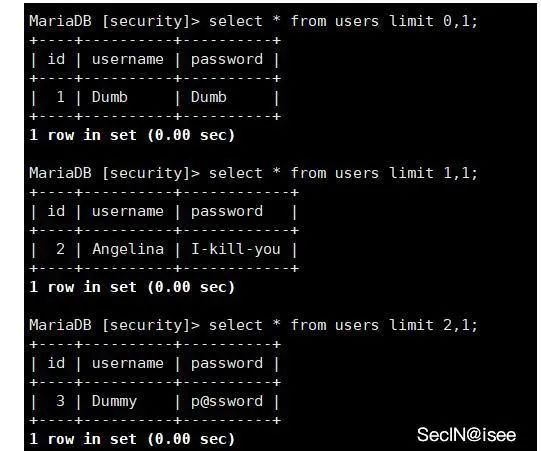 MariaDB [security]> select * from users limit 0,1;
+----+----------+----------+
| id | username | password |
+----+----------+----------+
|  1 | Dumb     | Dumb     |
+----+----------+----------+
1 row in set (0.00 sec)
MariaDB [security]> select * from users limit 1,1;
+----+----------+------------+
| id | username | password   |
+----+----------+------------+
|  2 | Angelina | I-kill-you |
+----+----------+------------+
1 row in set (0.00 sec)
MariaDB [security]> select * from users limit 2,1;
+----+----------+----------+
| id | username | password |
+----+----------+----------+
|  3 | Dummy    | p@ssword |
+----+----------+----------+
1 row in set (0.00 sec)
SecIN@isee